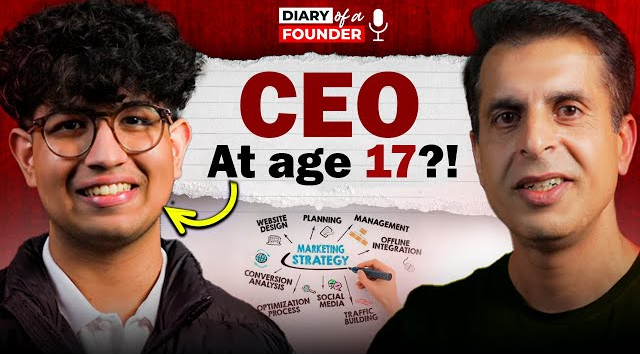 DIARY of a
FOUNDER
CEO
At age 17?!
WEBSITE
DESIGN
PLANNING
MANAGEMENT
OFFLINE
INTEGRATION
MARKETING
STRATEGY
CONVERSION
ANALYSIS
OPTIMIZATION
PROCESS
SOCIAL
MEDIA
TRAFFIC
BUILDING